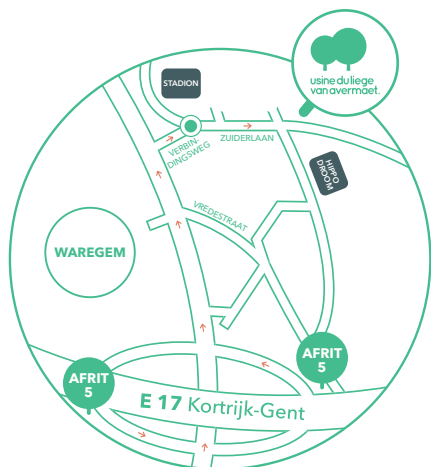 usine du liege
van avermaet.
STADION
ZUIDERLAAN
VERBIN-
DINGSWEG
HIPPO
DROOM
VREDESTRAAT
WAREGEM
AFRIT
5
AFRIT
5
E 17 Kortrijk-Gent